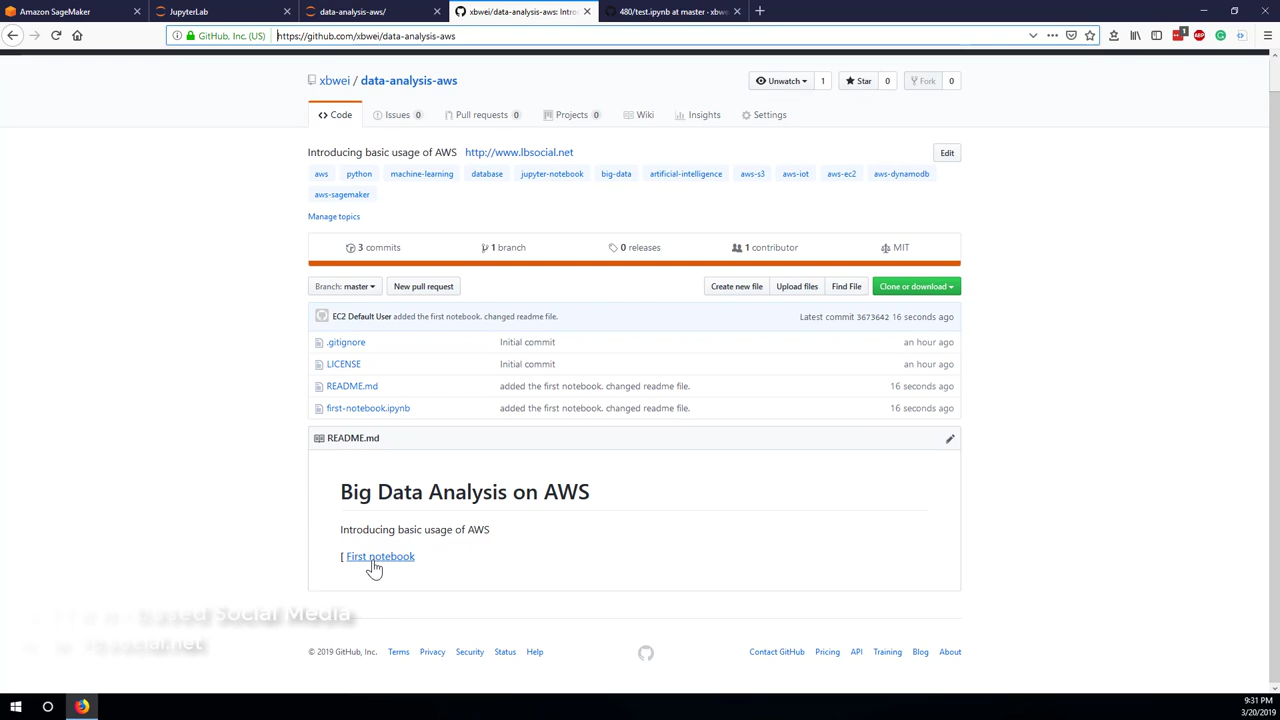 Amazon SageMaker
JupyterLab
data-analysis-aws/
xbwei/data-analysis-aws: Intro
480/test.ipynb at master · xbwe
GitHub, Inc. (US)
https://github.com/xbwei/data-analysis-aws
1
ABP
xbwei / data-analysis-aws
Unwatch 1
Star 0
Fork 0
Code
Issues 0
Pull requests 0
Projects 0
Wiki
Insights
Settings
Introducing basic usage of AWS http://www.lbsocial.net
Edit
aws python machine-learning database jupyter-notebook big-data artificial-intelligence aws-s3 aws-iot aws-ec2 aws-dynamodb
aws-sagemaker
Manage topics
3 commits
1 branch
0 releases
1 contributor
MIT
Branch: master
New pull request
Create new file
Upload files
Find File
Clone or download
EC2 Default User added the first notebook. changed readme file.
Latest commit 3673642 16 seconds ago
.gitignore Initial commit an hour ago
LICENSE Initial commit an hour ago
README.md added the first notebook. changed readme file. 16 seconds ago
first-notebook.ipynb added the first notebook. changed readme file. 16 seconds ago
README.md
Big Data Analysis on AWS
Introducing basic usage of AWS
[ First notebook
Social Media
© 2019 GitHub, Inc. Terms Privacy Security Status Help
Contact GitHub Pricing API Training Blog About
9:31 PM
3/20/2019